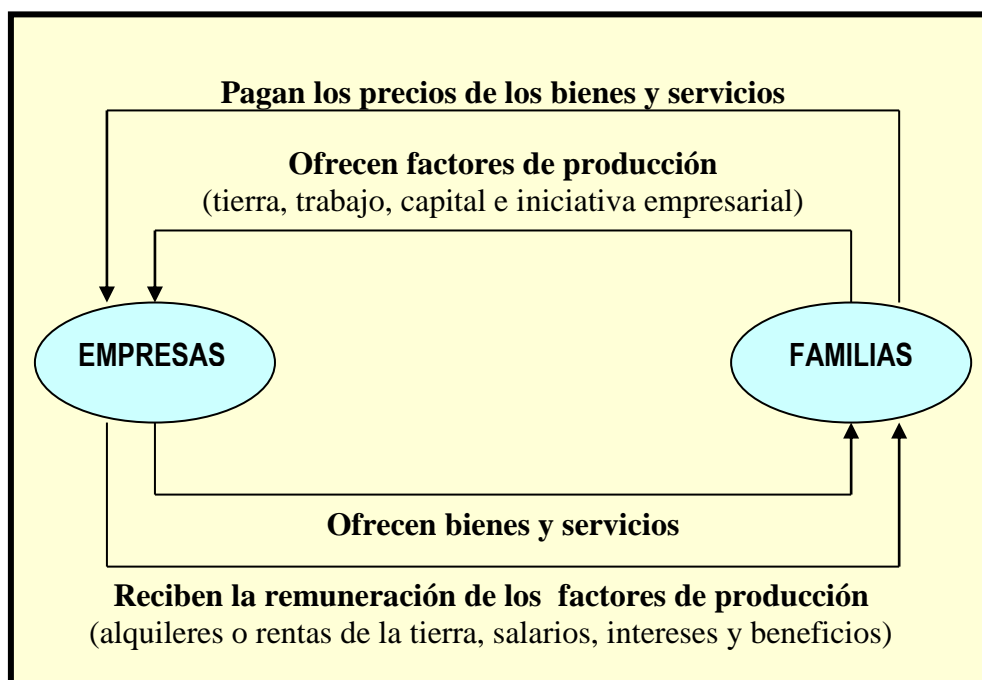 Pagan los precios de los bienes y servicios
Ofrecen factores de producción
(tierra, trabajo, capital e iniciativa empresarial)
EMPRESAS
FAMILIAS
Ofrecen bienes y servicios
Reciben la remuneración de los factores de producción
(alquileres o rentas de la tierra, salarios, intereses y beneficios)